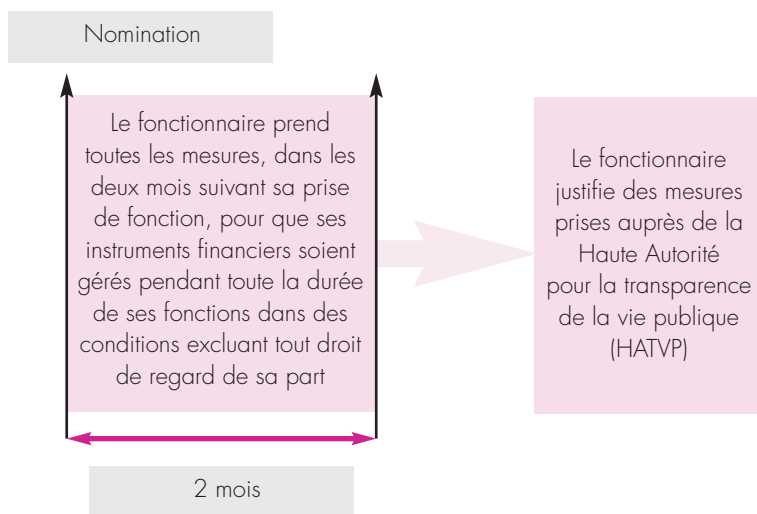 Nomination
Le fonctionnaire prend
toutes les mesures, dans les
deux mois suivant sa prise
de fonction, pour que ses
instruments financiers soient
gérés pendant toute la durée
de ses fonctions dans des
conditions excluant tout droit
de regard de sa part
2 mois
Le fonctionnaire
justifie des mesures
prises auprès de la
Haute Autorité
pour la transparence
de la vie publique
(HATVP)